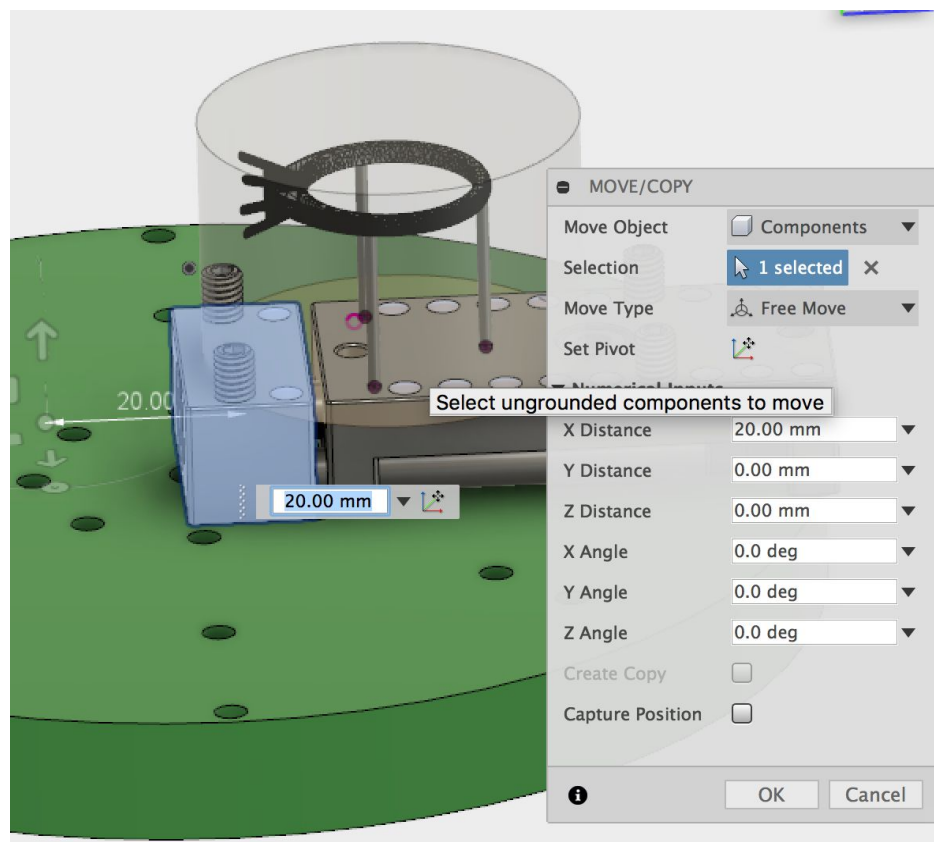 MOVE/COPY
Move Object Components
Selection 1 selected
Move Type Free Move
Set Pivot
Numerical Inputs
Select ungrounded components to move
20.00
X Distance 20.00 mm
Y Distance 0.00 mm
20.00 mm
Z Distance 0.00 mm
X Angle 0.0 deg
Y Angle 0.0 deg
Z Angle 0.0 deg
Create Copy
Capture Position
OK Cancel